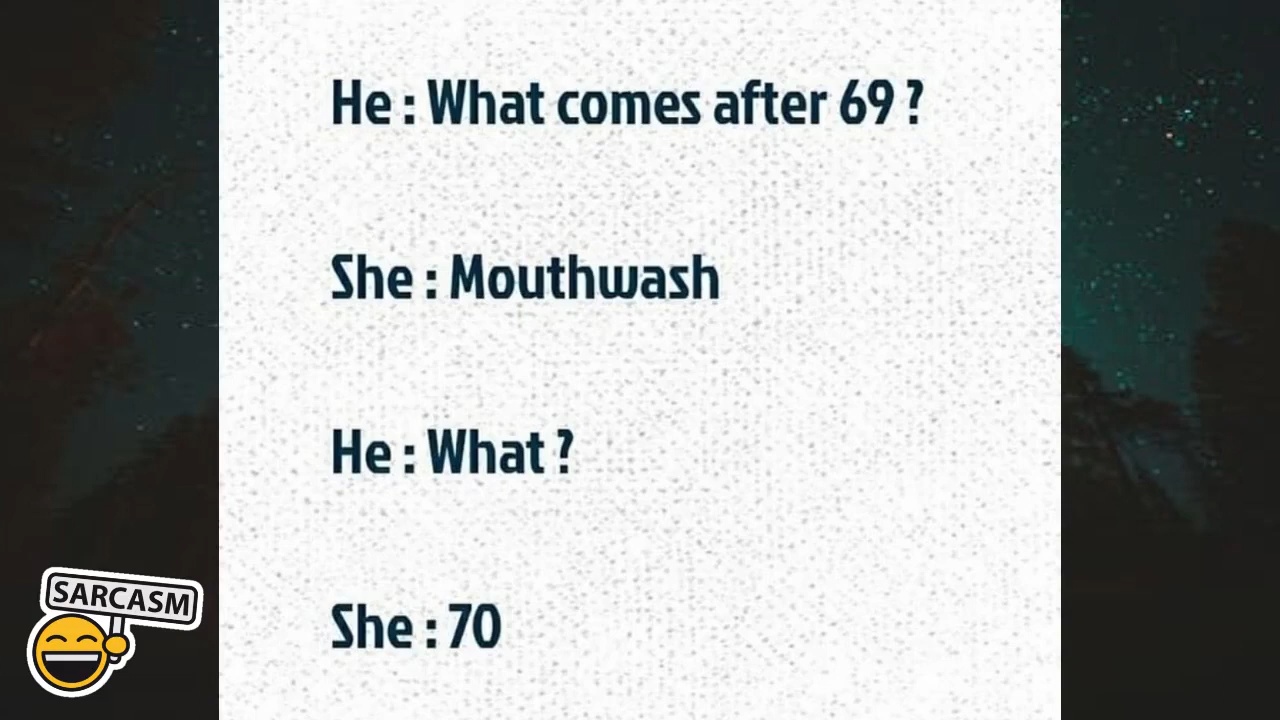 He : What comes after 69 ?
She : Mouthwash
He : What ?
She : 70
SARCASM